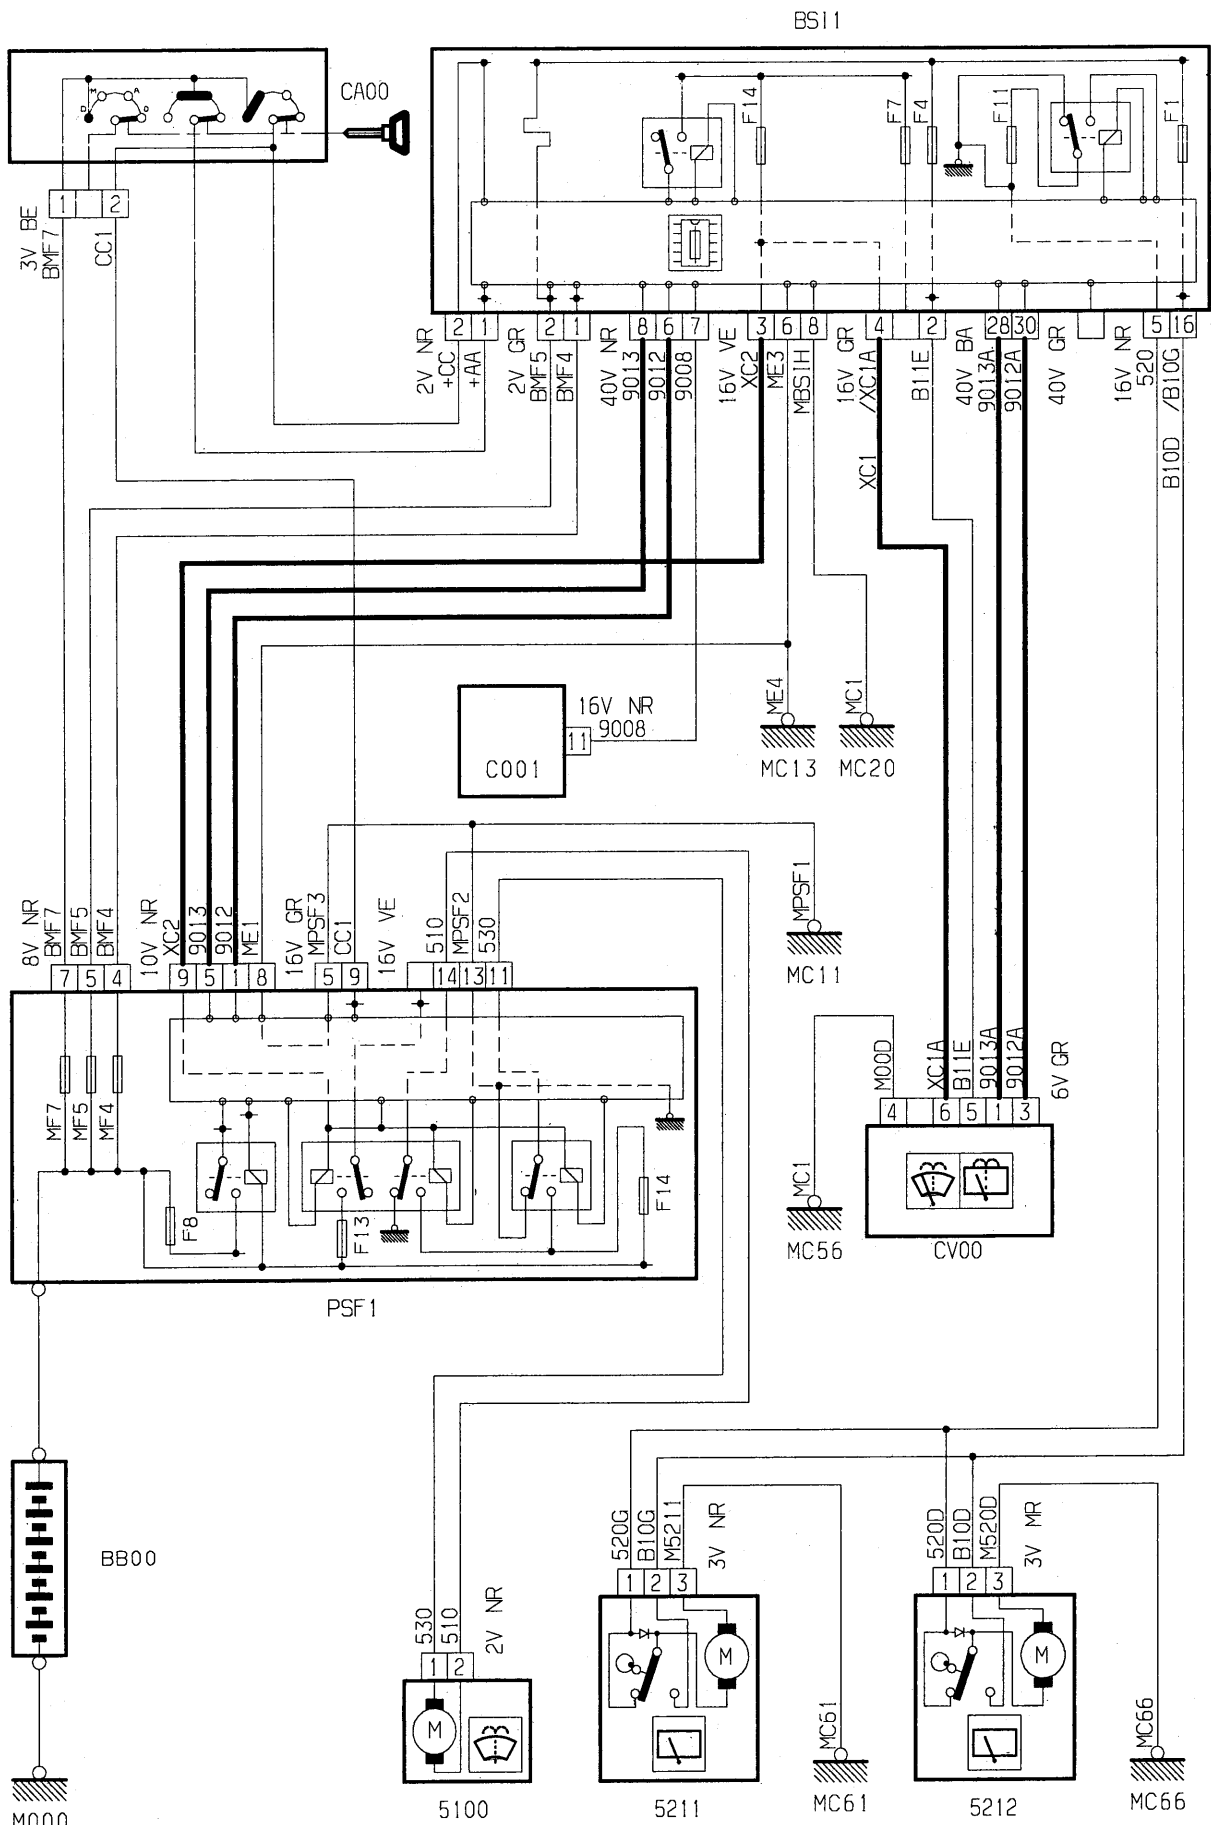 BSI1
CA00
M
A
D
D
F14
F7
F4
F11
F1
1
2
3V BE
BMF7
CC1
2
1
2
1
8
6
7
3
6
8
4
2
28
30
5
16
2V NR
+CC
+AA
2V GR
BMF5
BMF4
40V NR
9013
9012
9008
16V VE
XC2
ME3
MBSIH
16V GR
/XC1A
B11E
40V BA
9013A
9012A
40V GR
16V NR
520
/B10G
XC1
B10D
ME4
MC1
MC13
MC20
16V NR
9008
11
C001
MPSF1
MC11
8V NR
BMF7
BMF5
BMF4
10V NR
XC2
9013
9012
ME1
16V GR
MPSF3
CC1
16V VE
510
MPSF2
530
7
5
4
9
5
1
8
5
9
14
13
11
MF7
MF5
MF4
F8
F13
F14
PSF1
M00D
XC1A
B11E
9013A
9012A
6V GR
4
6
5
1
3
MC1
MC56
CV00
BB00
M000
530
510
2V NR
1
2
M
5100
520G
B10G
M5211
3V NR
1
2
3
M
5211
MC61
MC61
520D
B10D
M520D
3V MR
1
2
3
M
5212
MC66
MC66